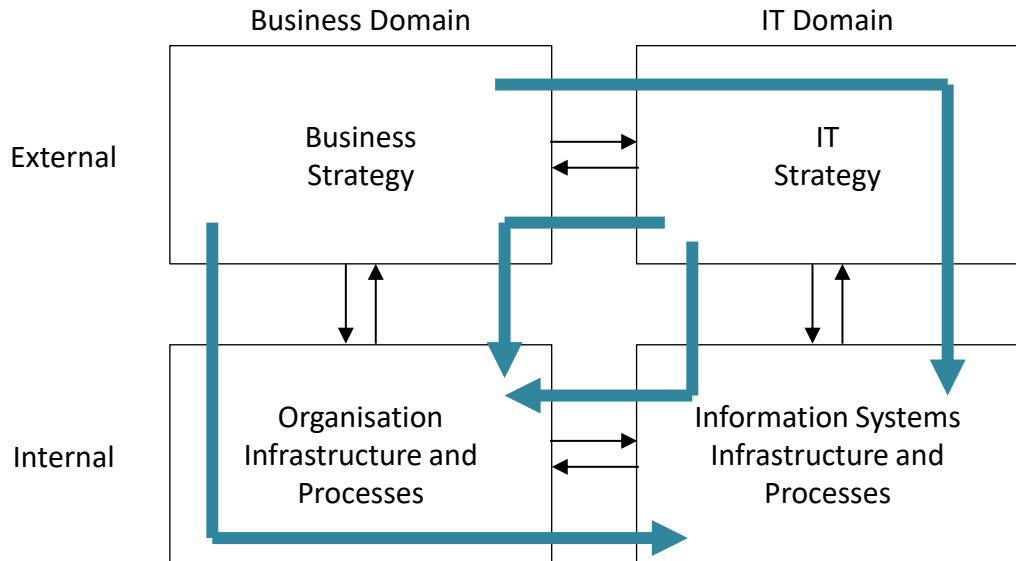 Business Domain
IT Domain
External
Business
Strategy
IT
Strategy
Internal
Organisation
Infrastructure and
Processes
Information Systems
Infrastructure and
Processes